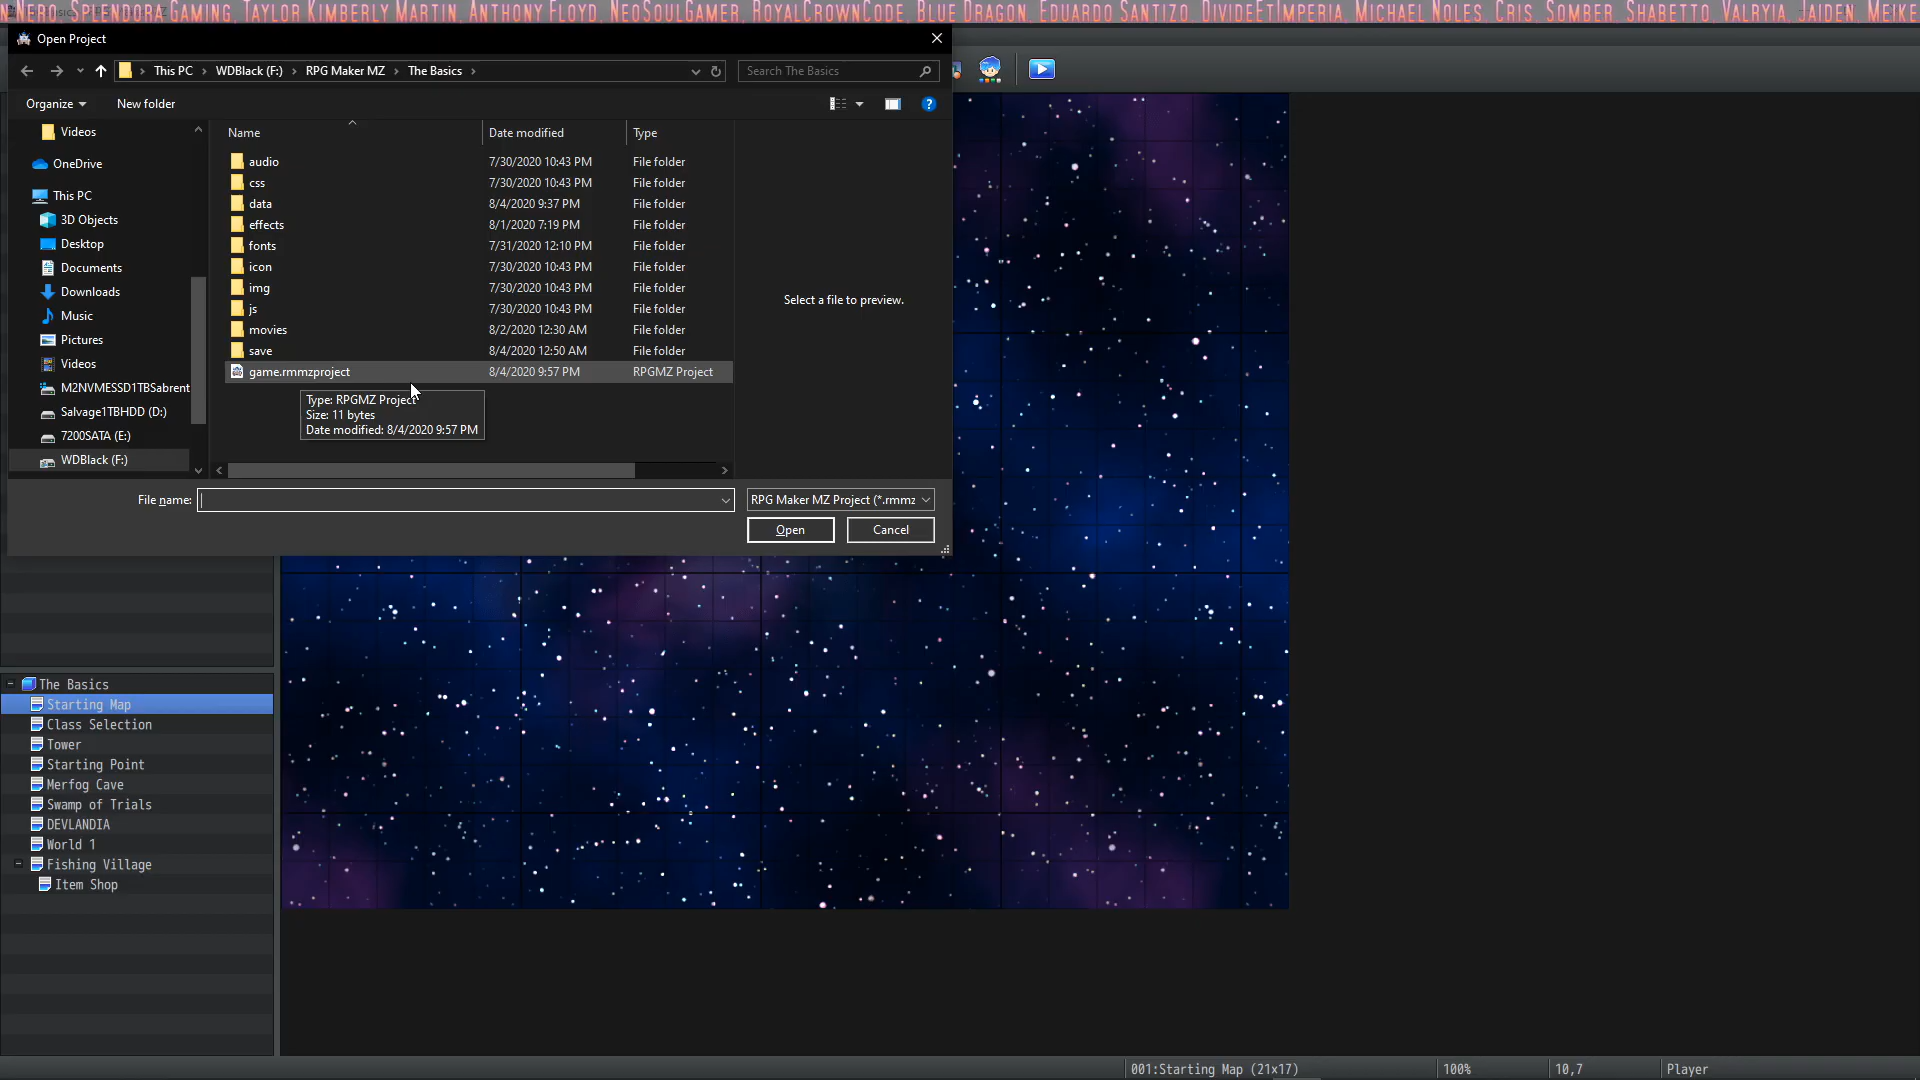 Nero, Splendora Gaming, Taylor Kimberly Martin, Anthony Floyd, NeoSoulGamer, RoyalCrownCode, Blue Dragon, Eduardo Santizo, DivideEtImperia, Michael Noles, Cris, Somber, Shabetto, Valryia, Jaiden, Meike
Open Project
This PC
WDBlack (F:)
RPG Maker MZ
The Basics
Search The Basics
Organize
New folder
Name
Date modified
Type
Videos
OneDrive
This PC
3D Objects
Desktop
Documents
Downloads
Music
Pictures
Videos
M2NVMESSD1TBSabrent
Salvage1TBHDD (D:)
7200SATA (E:)
WDBlack (F:)
audio 7/30/2020 10:43 PM File folder
css 7/30/2020 10:43 PM File folder
data 8/4/2020 9:37 PM File folder
effects 8/1/2020 7:19 PM File folder
fonts 7/31/2020 12:10 PM File folder
icon 7/30/2020 10:43 PM File folder
img 7/30/2020 10:43 PM File folder
js 7/30/2020 10:43 PM File folder
movies 8/2/2020 12:30 AM File folder
save 8/4/2020 12:50 AM File folder
game.rmmzproject 8/4/2020 9:57 PM RPGMZ Project
Type: RPGMZ Project
Size: 11 bytes
Date modified: 8/4/2020 9:57 PM
Select a file to preview.
File name:
RPG Maker MZ Project (*.rmmz
Open
Cancel
The Basics
Starting Map
Class Selection
Tower
Starting Point
Merfog Cave
Swamp of Trials
DEVLANDIA
World 1
Fishing Village
Item Shop
001:Starting Map (21x17)
100%
10,7
Player